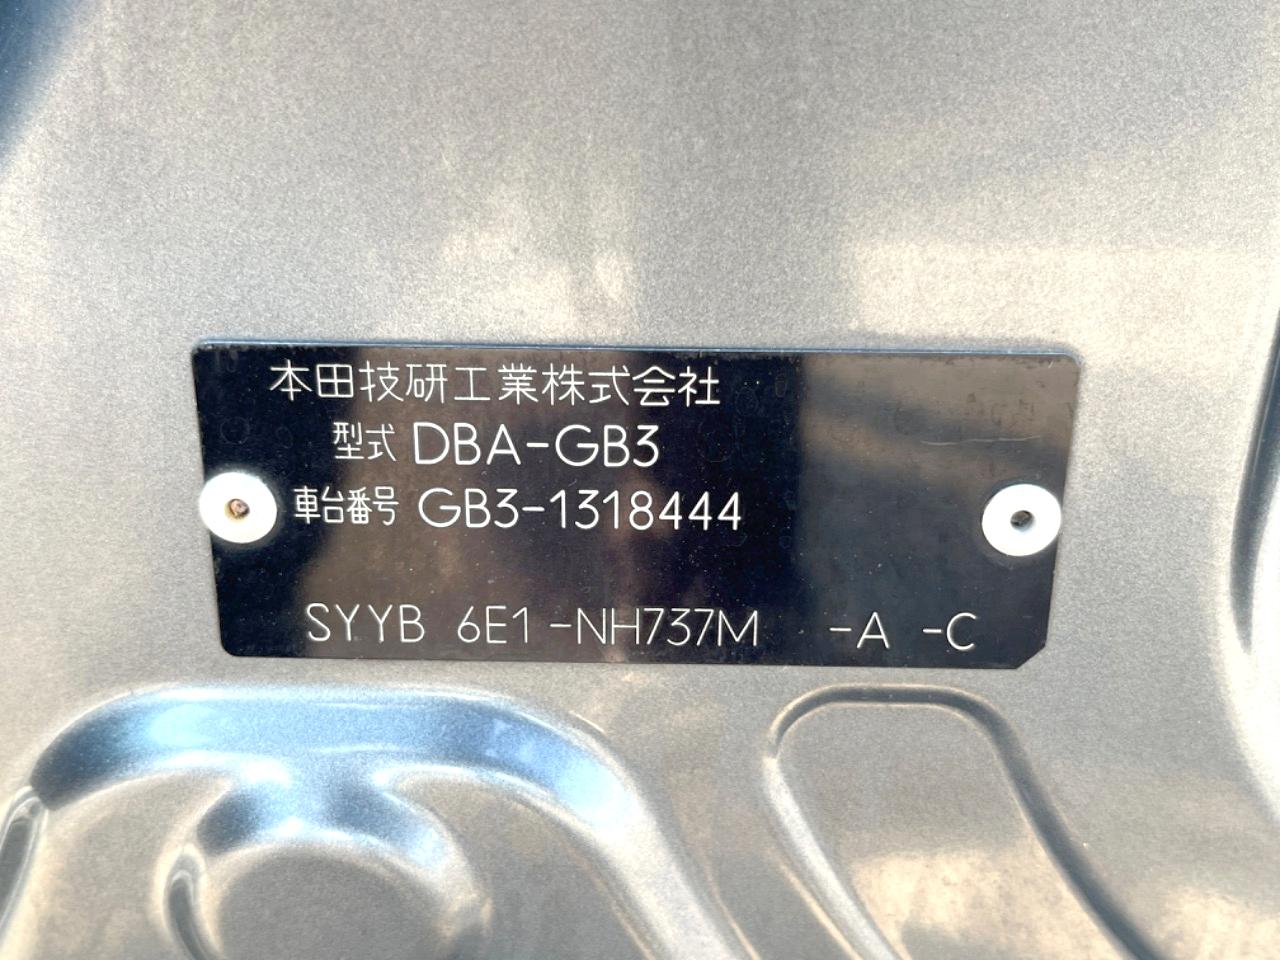 本田技研工業株式会社
型式 DBA-GB3
車台番号 GB3-1318444
SYYB 6E1-NH737M -A -C